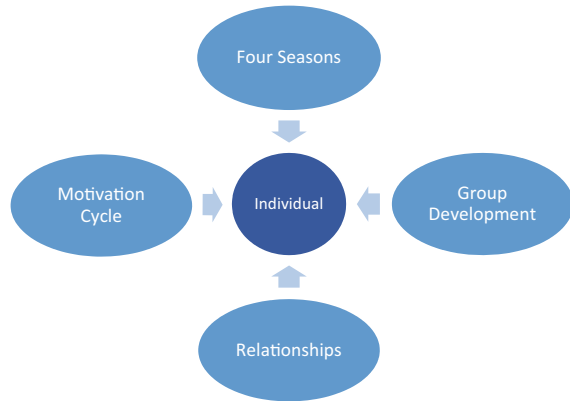 Four Seasons
Motivation
Cycle
Individual
Group
Development
Relationships